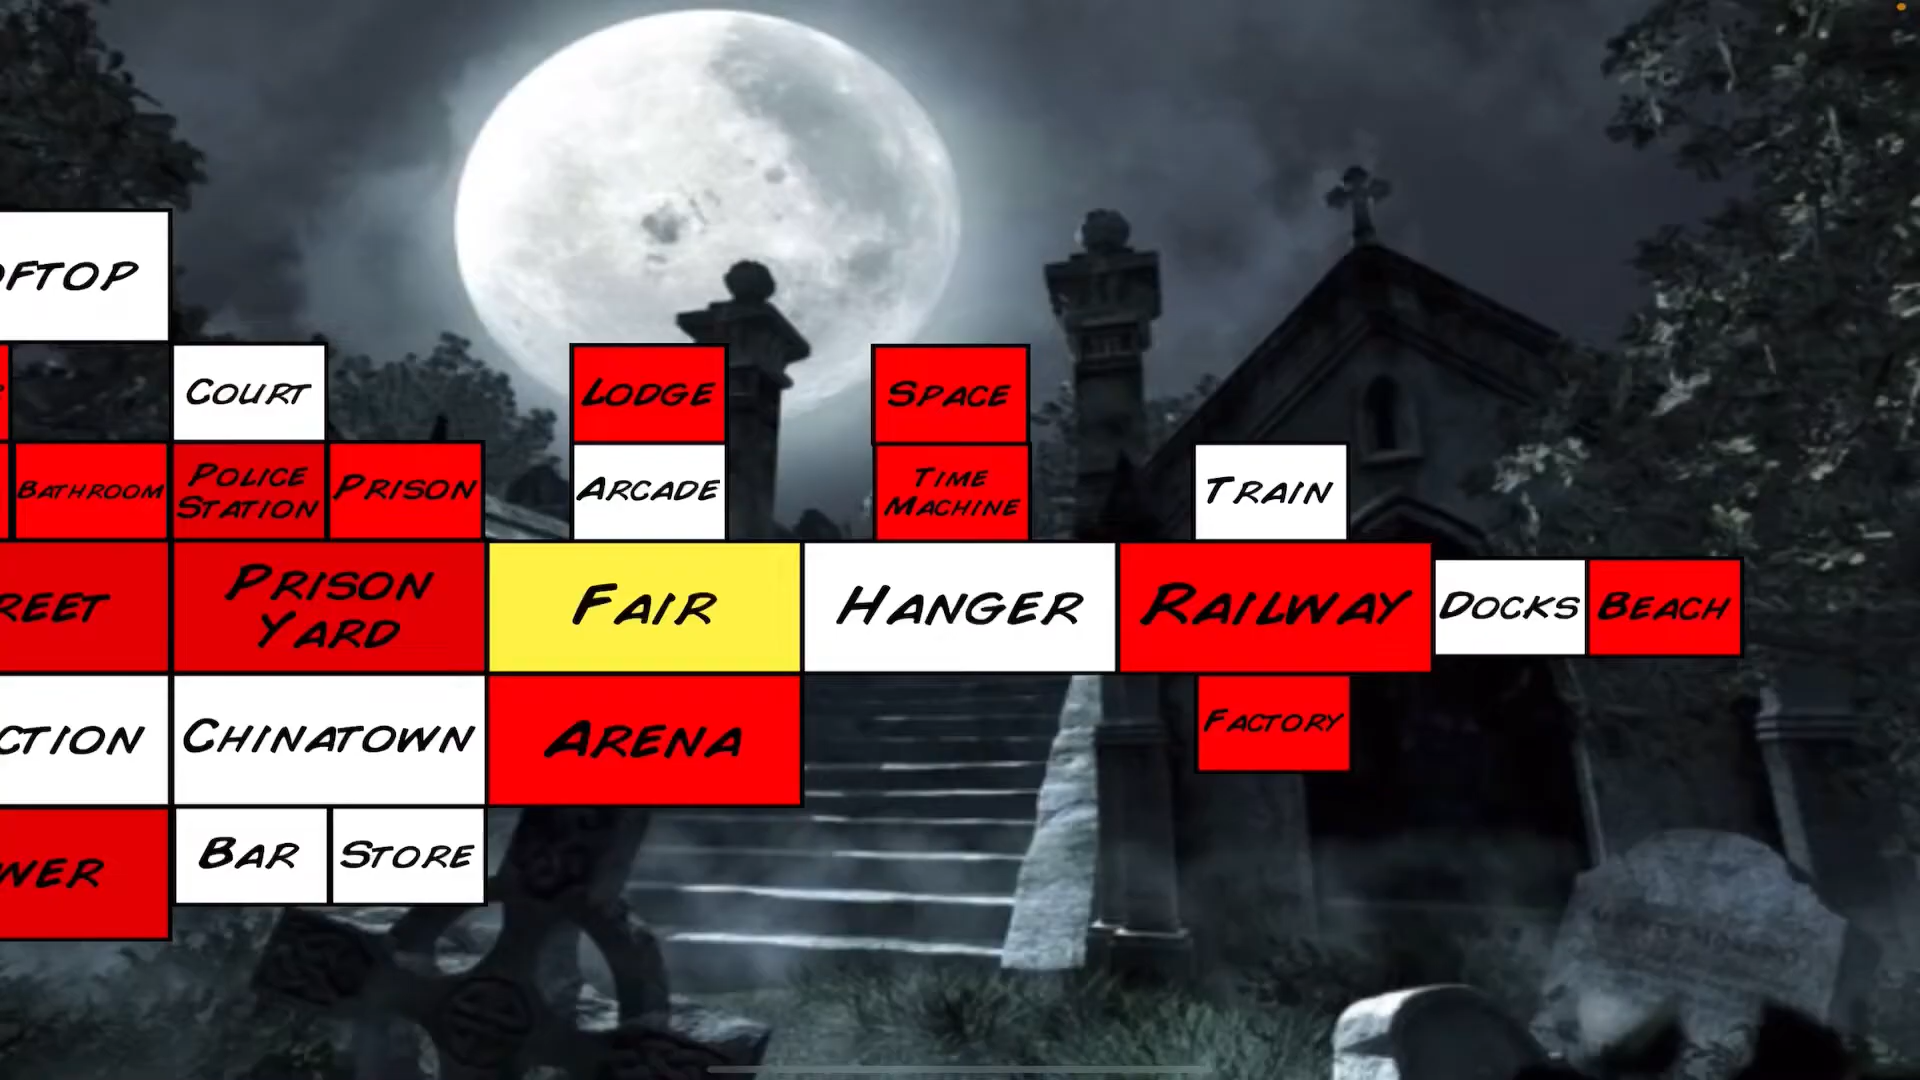 OFTOP
COURT
LODGE
SPACE
BATHROOM
POLICE
STATION
PRISON
ARCADE
TIME
MACHINE
TRAIN
REET
PRISON
YARD
FAIR
HANGER
RAILWAY
DOCKS
BEACH
CTION
CHINATOWN
ARENA
FACTORY
WER
BAR
STORE